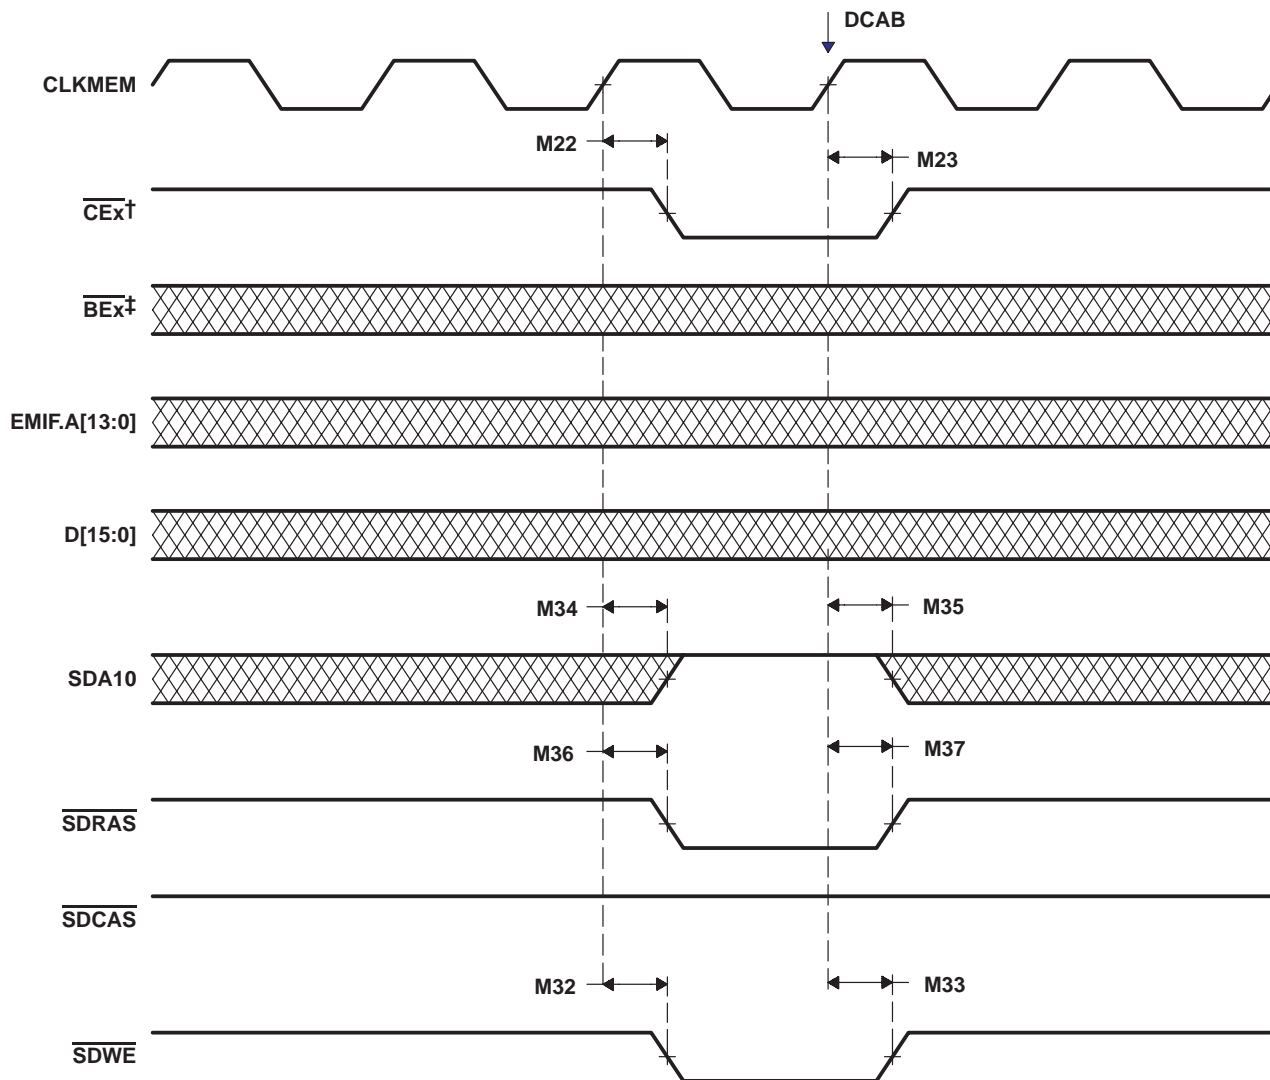 DCAB
CLKMEM
M22
M23
CEx†
BEx‡
EMIF.A[13:0]
D[15:0]
M34
M35
SDA10
M36
M37
SDRAS
SDCAS
M32
M33
SDWE